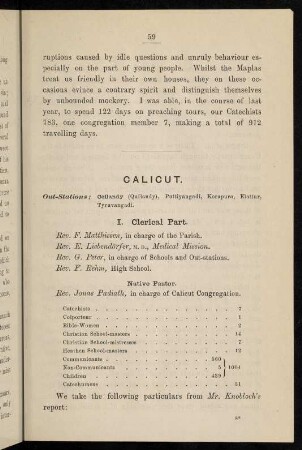 59
ruptions caused by idle questions and unruly behaviour es-
pecially on the part of young people. Whilst the Maplas
treat us friendly in their own houses, they on these oc-
casions evince a contrary spirit and distinguish themselves
by unbounded mockery. I was able, in the course of last
year, to spend 122 days on preaching tours, our Catechists
783, one congregation member 7, making a total of 912
travelling days.
CALICUT.
Out-Stations; Coilandy (Quilandy), Puttiyangadi, Koduvalli, Elattur,
Tyruvangadi.
I. Clerical Part.
Rev. F. Matthissen, in charge of the Parish.
Rev. E. Liebendörfer, M. D., Medical Mission.
Rev. G. Peter, in charge of Schools and Out-stations.
Rev. F. Rehm, High School.
Native Pastor.
Rev. Jonas Padiath, in charge of Calicut Congregation.
Catechists 7
Colporteur 1
Bible-Women 2
Christian School-masters 14
Christian School-mistresses 2
Heathen School-masters 12
Communicants 560
Non-Communicants 5 } 1004
Children 439
Catechumens 51
We take the following particulars from Mr. Knobloch's
report: